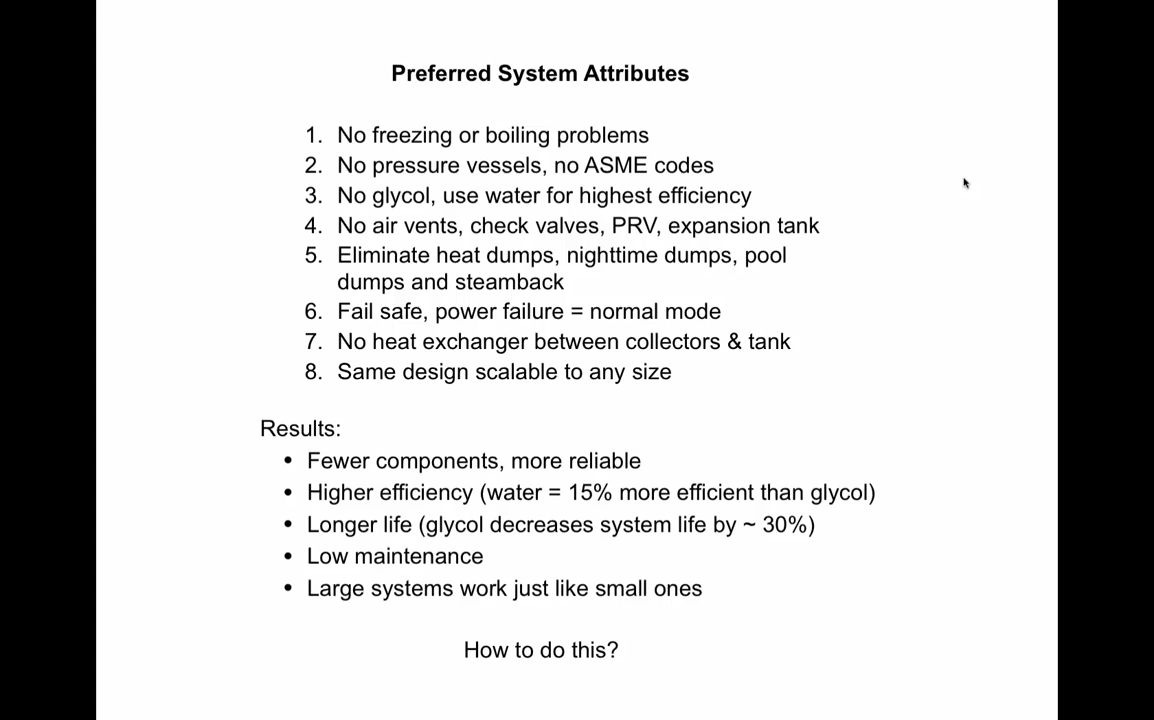 Preferred System Attributes
1. No freezing or boiling problems
2. No pressure vessels, no ASME codes
3. No glycol, use water for highest efficiency
4. No air vents, check valves, PRV, expansion tank
5. Eliminate heat dumps, nighttime dumps, pool
dumps and steamback
6. Fail safe, power failure = normal mode
7. No heat exchanger between collectors & tank
8. Same design scalable to any size
Results:
• Fewer components, more reliable
• Higher efficiency (water = 15% more efficient than glycol)
• Longer life (glycol decreases system life by ~ 30%)
• Low maintenance
• Large systems work just like small ones
How to do this?